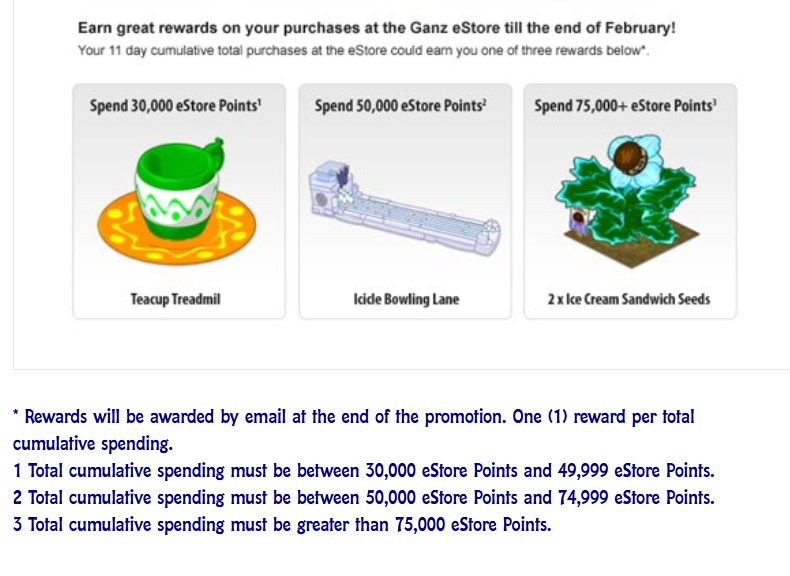 Earn great rewards on your purchases at the Ganz eStore till the end of February!
Your 11 day cumulative total purchases at the eStore could earn you one of three rewards below*.
Spend 30,000 eStore Points¹
Teacup Treadmil
Spend 50,000 eStore Points²
Icicle Bowling Lane
Spend 75,000+ eStore Points³
2 x Ice Cream Sandwich Seeds
* Rewards will be awarded by email at the end of the promotion. One (1) reward per total
cumulative spending.
1 Total cumulative spending must be between 30,000 eStore Points and 49,999 eStore Points.
2 Total cumulative spending must be between 50,000 eStore Points and 74,999 eStore Points.
3 Total cumulative spending must be greater than 75,000 eStore Points.